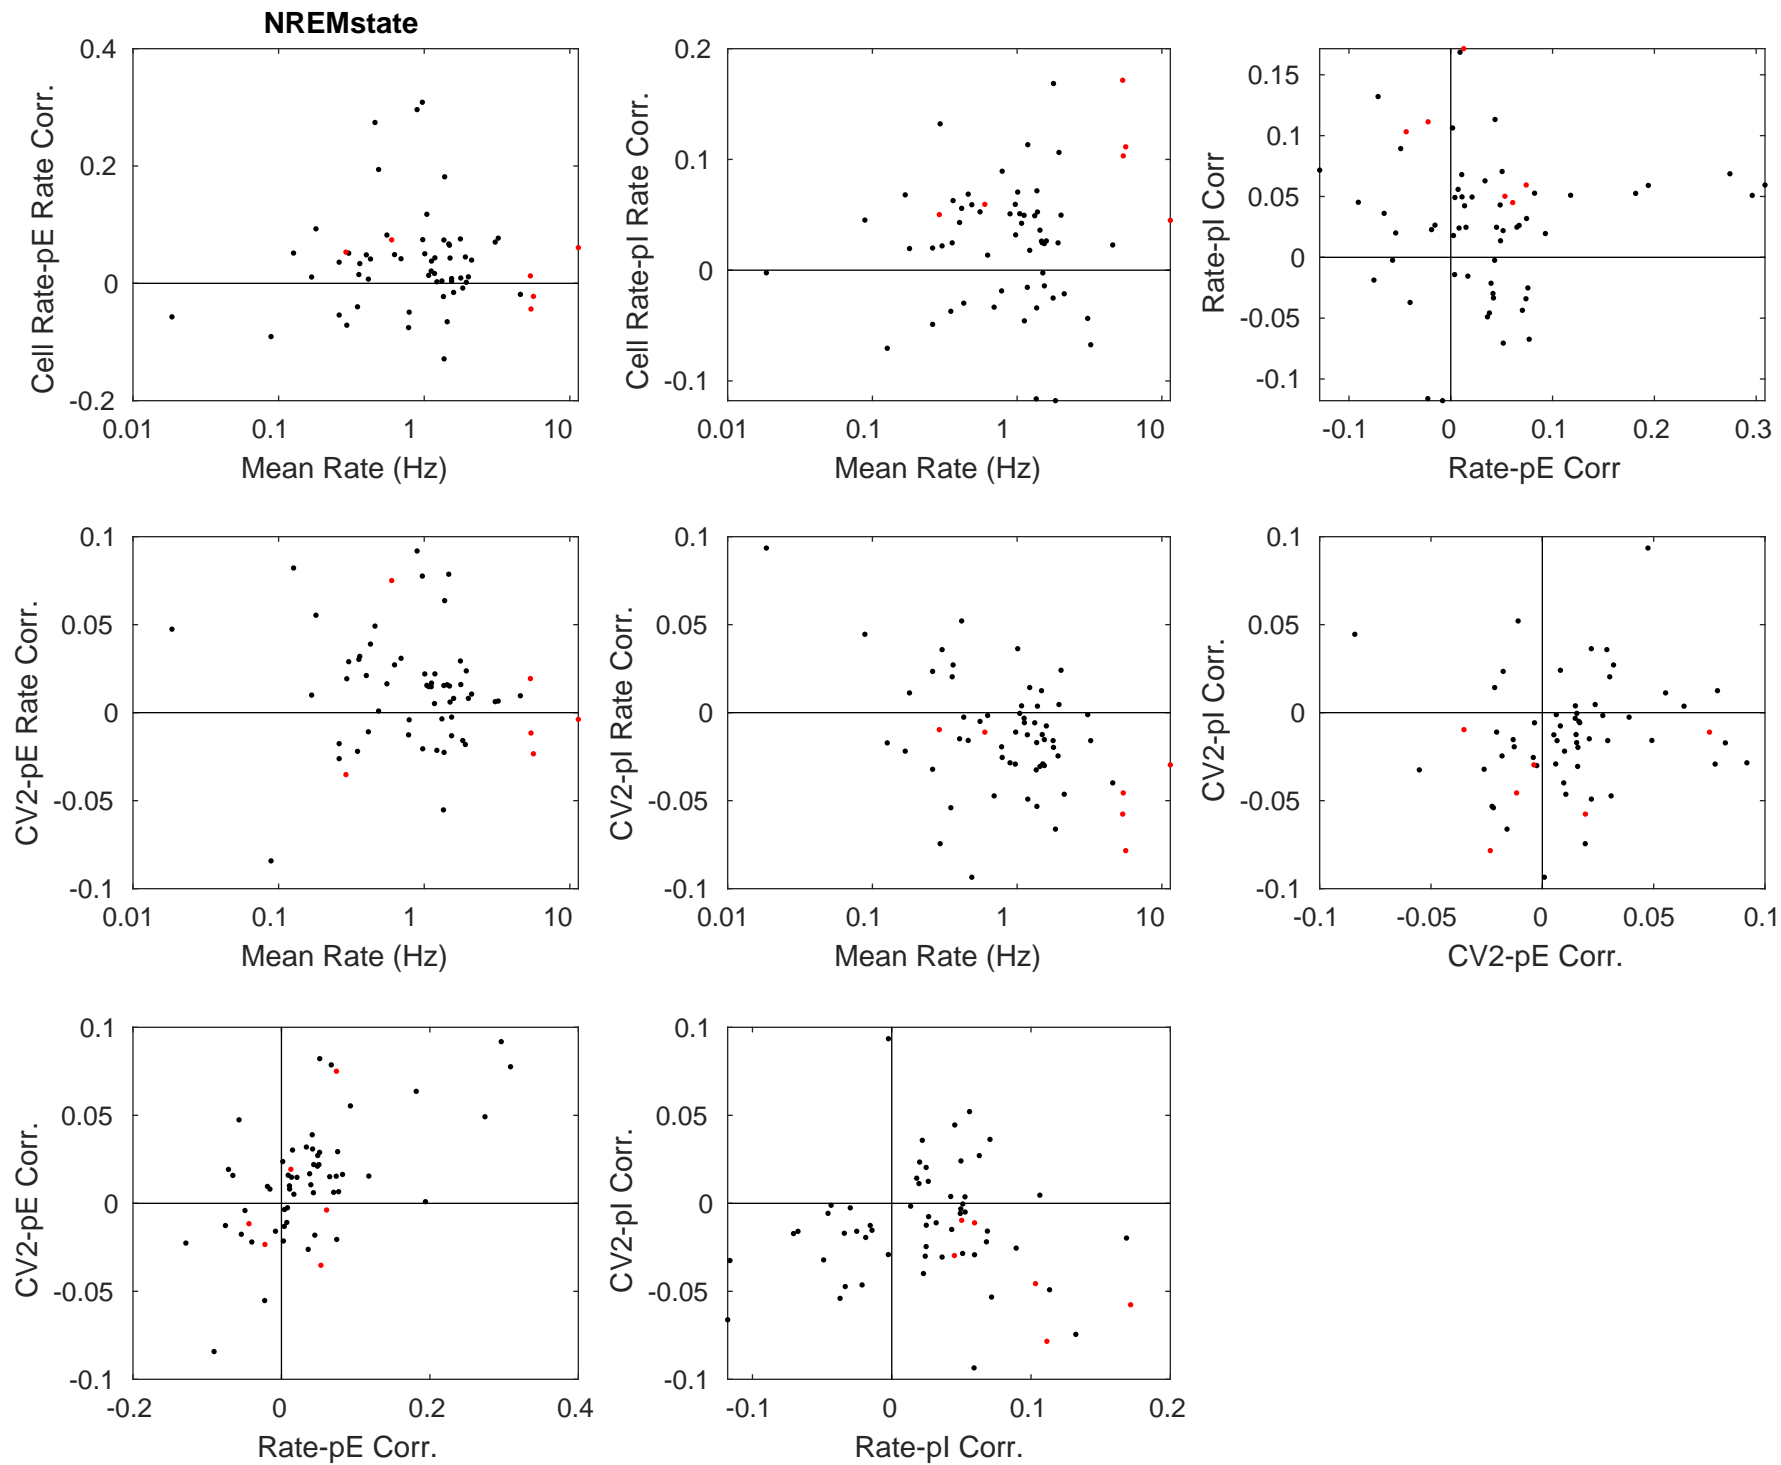 NREMstate
0.4
0.2
0
-0.2
Cell Rate-pE Rate Corr.
0.01 0.1 1 10
Mean Rate (Hz)
0.2
0.1
0
-0.1
Cell Rate-pI Rate Corr.
0.01 0.1 1 10
Mean Rate (Hz)
0.15
0.1
0.05
0
-0.05
-0.1
Rate-pI Corr
-0.1 0 0.1 0.2 0.3
Rate-pE Corr
0.1
0.05
0
-0.05
-0.1
CV2-pE Rate Corr.
0.01 0.1 1 10
Mean Rate (Hz)
0.1
0.05
0
-0.05
-0.1
CV2-pI Rate Corr.
0.01 0.1 1 10
Mean Rate (Hz)
0.1
0.05
0
-0.05
-0.1
CV2-pI Corr.
-0.1 -0.05 0 0.05 0.1
CV2-pE Corr.
0.1
0.05
0
-0.05
-0.1
CV2-pE Corr.
-0.2 0 0.2 0.4
Rate-pE Corr.
0.1
0.05
0
-0.05
-0.1
CV2-pI Corr.
-0.1 0 0.1 0.2
Rate-pI Corr.